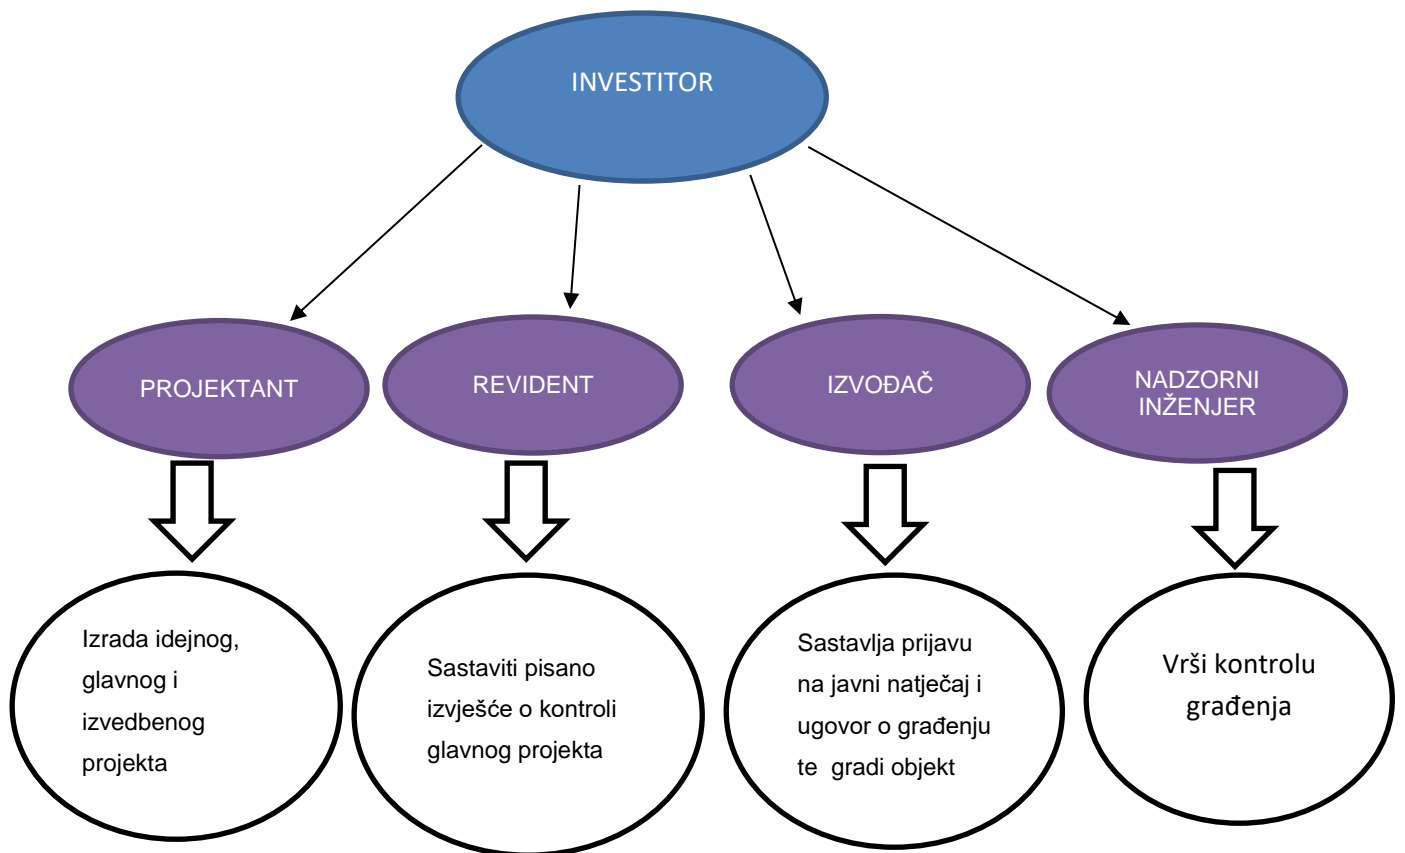 INVESTITOR
PROJEKTANT
REVIDENT
IZVOĐAČ
NADZORNI
INŽENJER
Izrada idejnog,
glavnog i
izvedbenog
projekta
Sastaviti pisano
izvješće o kontroli
glavnog projekta
Sastavlja prijavu
na javni natječaj i
ugovor o građenju
te gradi objekt
Vrši kontrolu
građenja